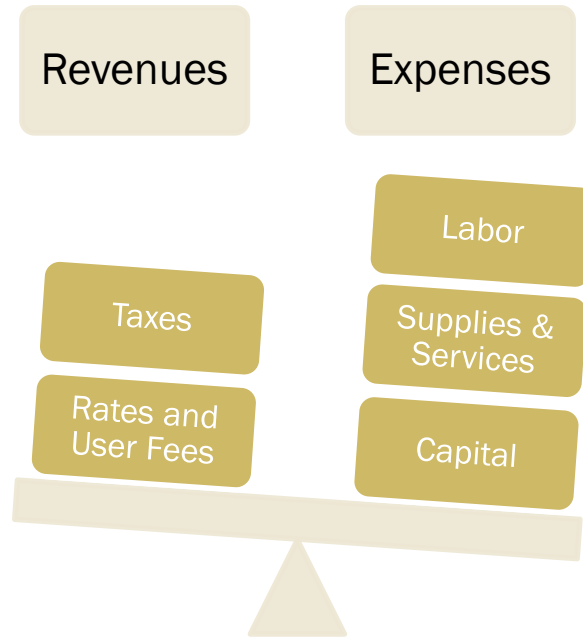 Revenues
Expenses
Taxes
Rates and
User Fees
Labor
Supplies &
Services
Capital